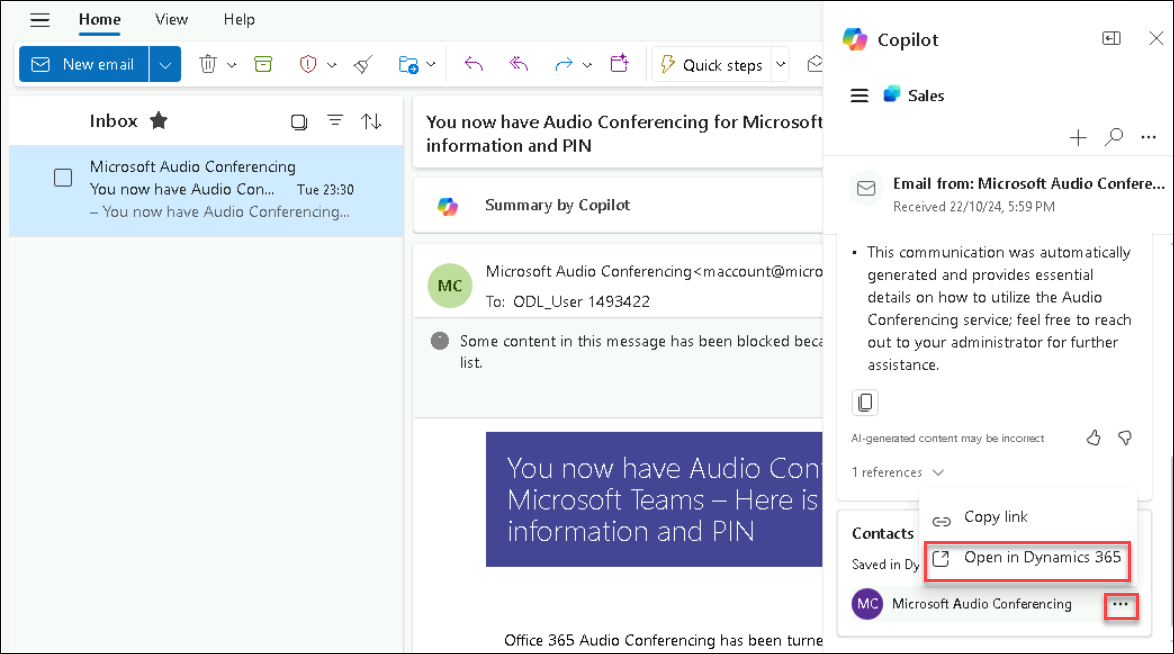 Home View Help
New email
Quick steps
Inbox
Microsoft Audio Conferencing
You now have Audio Con... Tue 23:30
– You now have Audio Conferencing...
You now have Audio Conferencing for Microsoft
information and PIN
Summary by Copilot
MC
Microsoft Audio Conferencing<maccount@micro
To: ODL_User 1493422
Some content in this message has been blocked beca
list.
You now have Audio Con
Microsoft Teams – Here is
information and PIN
Office 365 Audio Conferencing has been turne
Copilot
Sales
Email from: Microsoft Audio Confere...
Received 22/10/24, 5:59 PM
• This communication was automatically
generated and provides essential
details on how to utilize the Audio
Conferencing service; feel free to reach
out to your administrator for further
assistance.
AI-generated content may be incorrect
1 references
Copy link
Open in Dynamics 365
Contacts
Saved in Dy
MC Microsoft Audio Conferencing